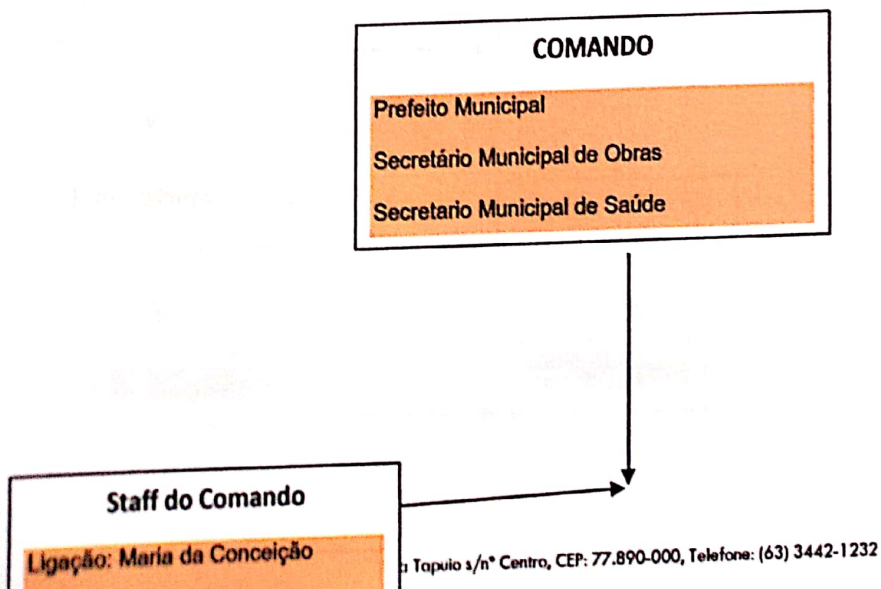 COMANDO
Prefeito Municipal
Secretário Municipal de Obras
Secretario Municipal de Saúde
Staff do Comando
Ligação: Maria da Conceição
Tapuio s/n° Centro, CEP: 77.890-000, Telefone: (63) 3442-1232